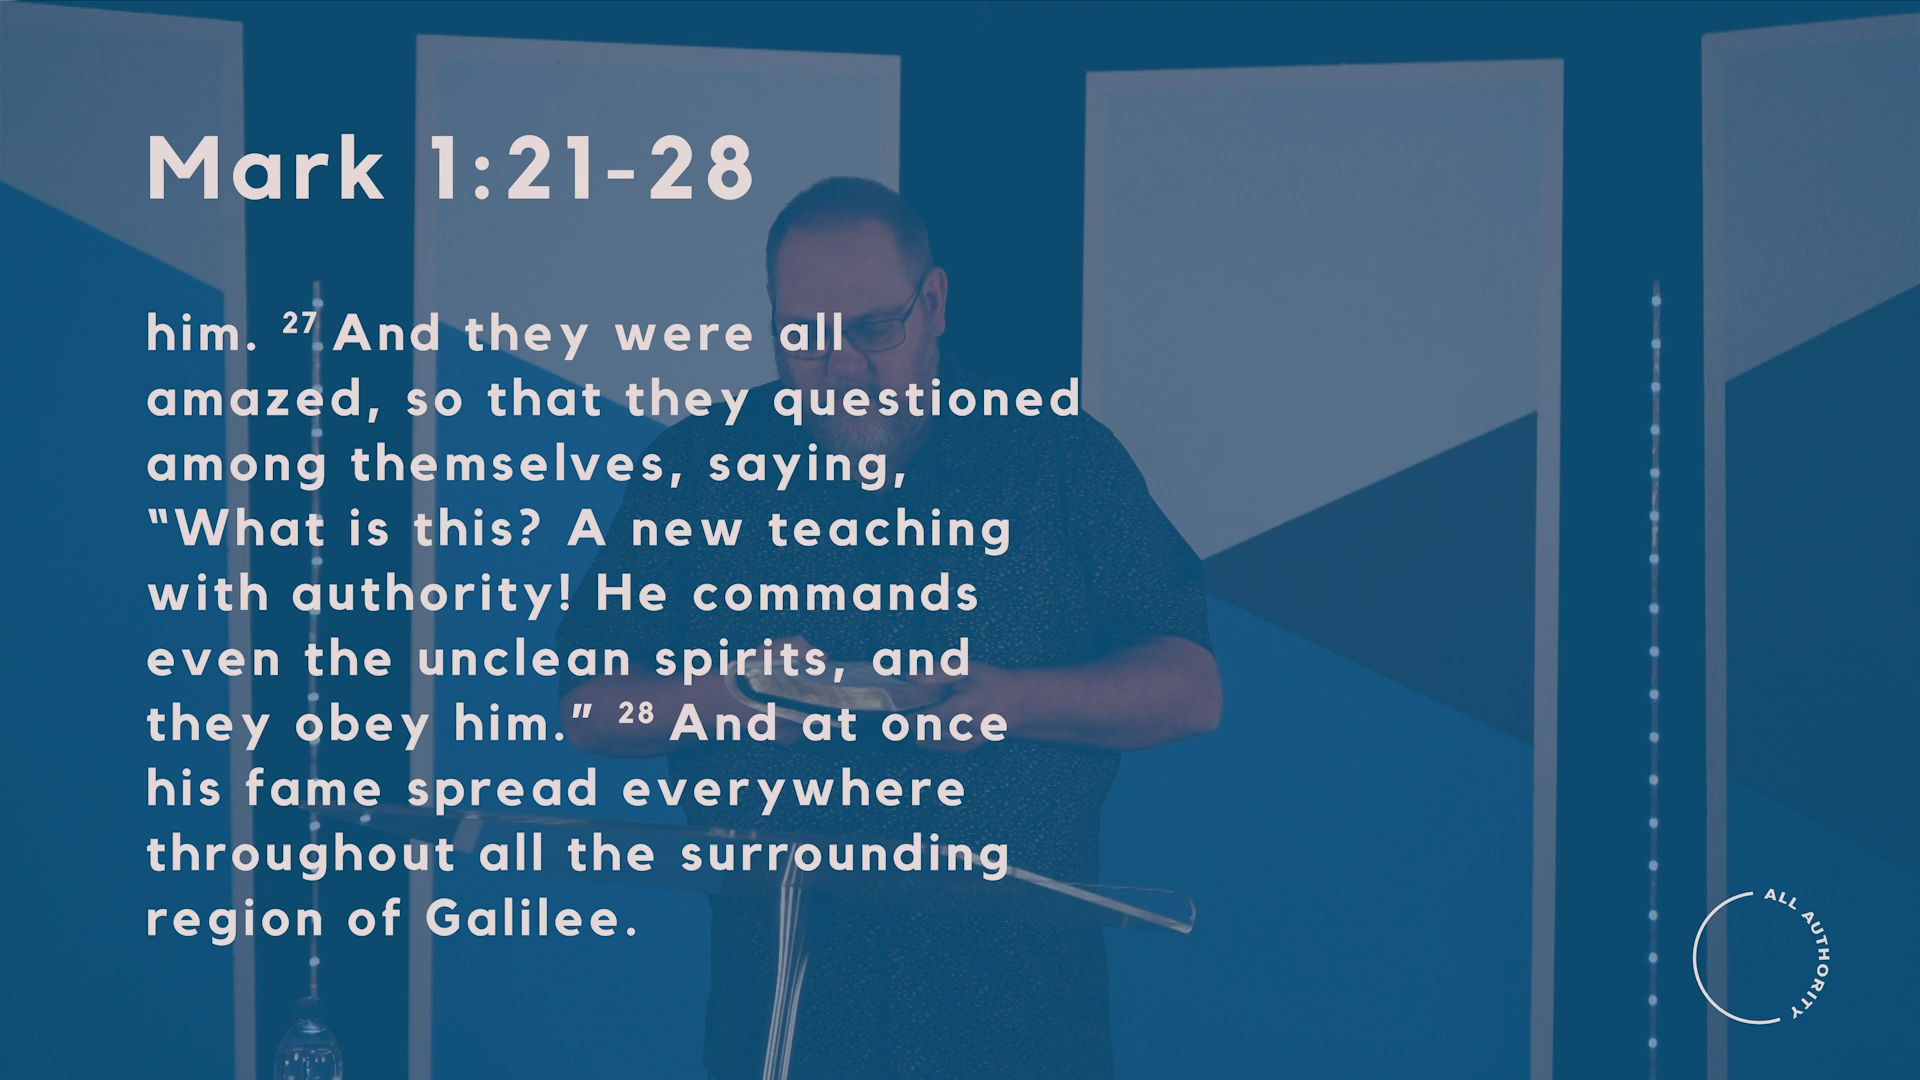 Mark 1:21-28
him. ²⁷ And they were all
amazed, so that they questioned
among themselves, saying,
“What is this? A new teaching
with authority! He commands
even the unclean spirits, and
they obey him.” ²⁸ And at once
his fame spread everywhere
throughout all the surrounding
region of Galilee.
ALL AUTHORITY